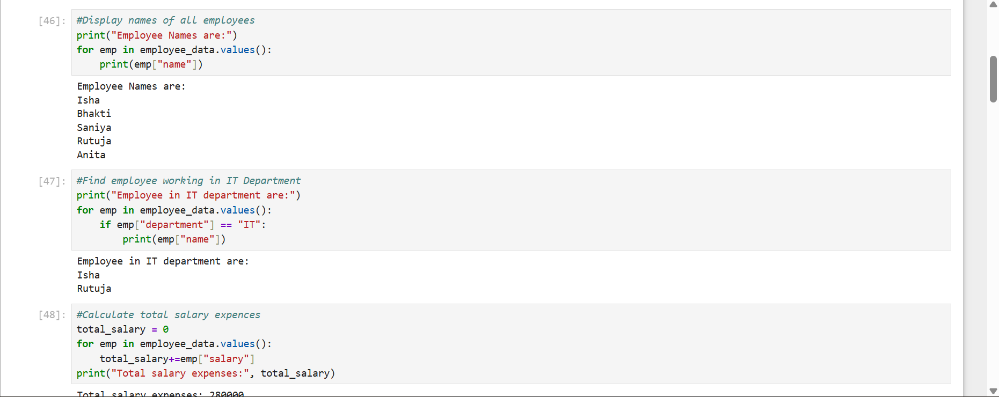 [46]: #Display names of all employees
print("Employee Names are:")
for emp in employee_data.values():
    print(emp["name"])
Employee Names are:
Isha
Bhakti
Saniya
Rutuja
Anita
[47]: #Find employee working in IT Department
print("Employee in IT department are:")
for emp in employee_data.values():
    if emp["department"] == "IT":
        print(emp["name"])
Employee in IT department are:
Isha
Rutuja
[48]: #Calculate total salary expences
total_salary = 0
for emp in employee_data.values():
    total_salary+=emp["salary"]
print("Total salary expenses:", total_salary)
Total salary expenses: 280000